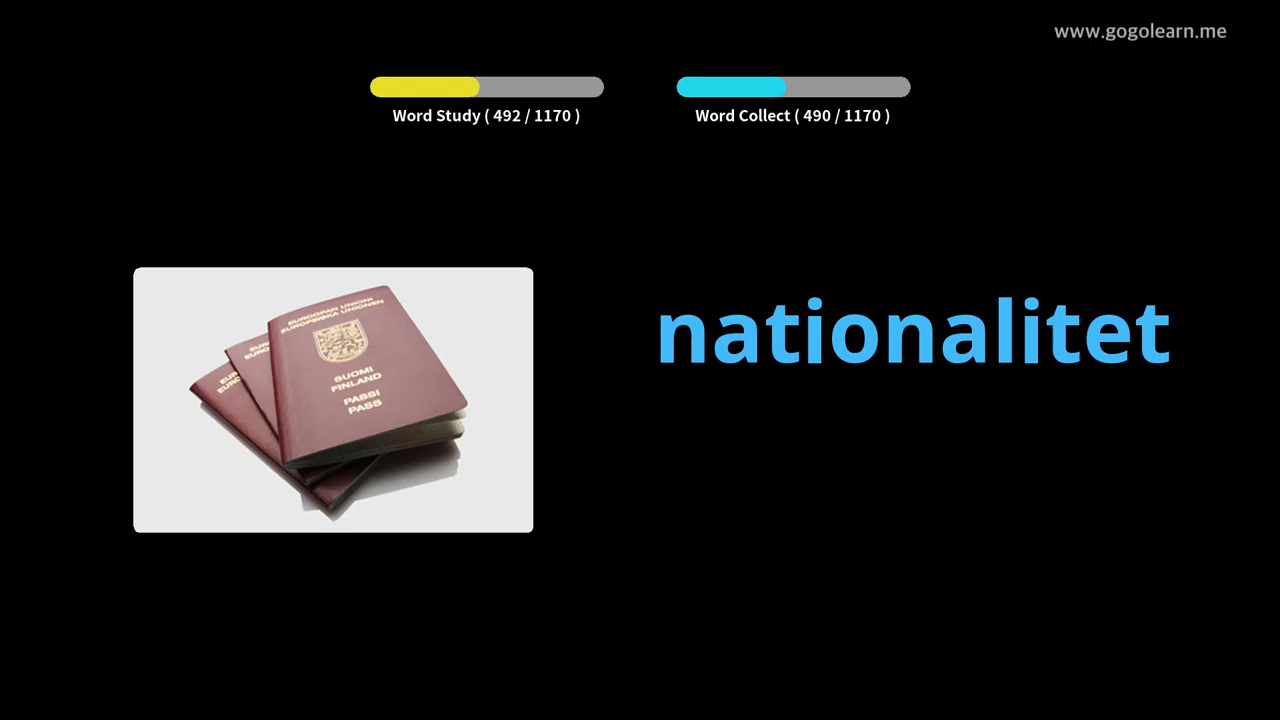 www.gogolearn.me
Word Study ( 492 / 1170 )
Word Collect ( 490 / 1170 )
nationalitet
EUROOPAN UNIONI
EUROPEISKA UNIONEN
SUOMI
FINLAND
PASSI
PASS